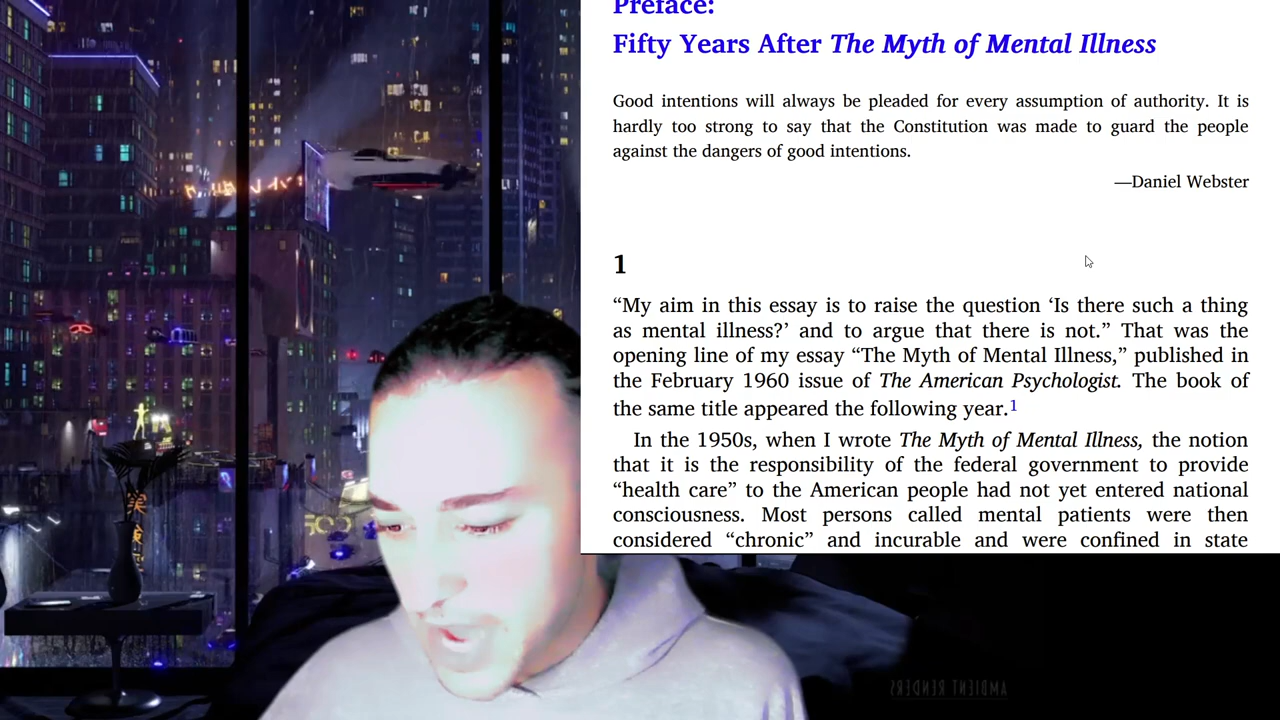 Preface:
Fifty Years After The Myth of Mental Illness
Good intentions will always be pleaded for every assumption of authority. It is
hardly too strong to say that the Constitution was made to guard the people
against the dangers of good intentions.
—Daniel Webster
1
“My aim in this essay is to raise the question ‘Is there such a thing
as mental illness?’ and to argue that there is not.” That was the
opening line of my essay “The Myth of Mental Illness,” published in
the February 1960 issue of The American Psychologist. The book of
the same title appeared the following year.1
In the 1950s, when I wrote The Myth of Mental Illness, the notion
that it is the responsibility of the federal government to provide
“health care” to the American people had not yet entered national
consciousness. Most persons called mental patients were then
considered “chronic” and incurable and were confined in state
AMBIENT RENDERS